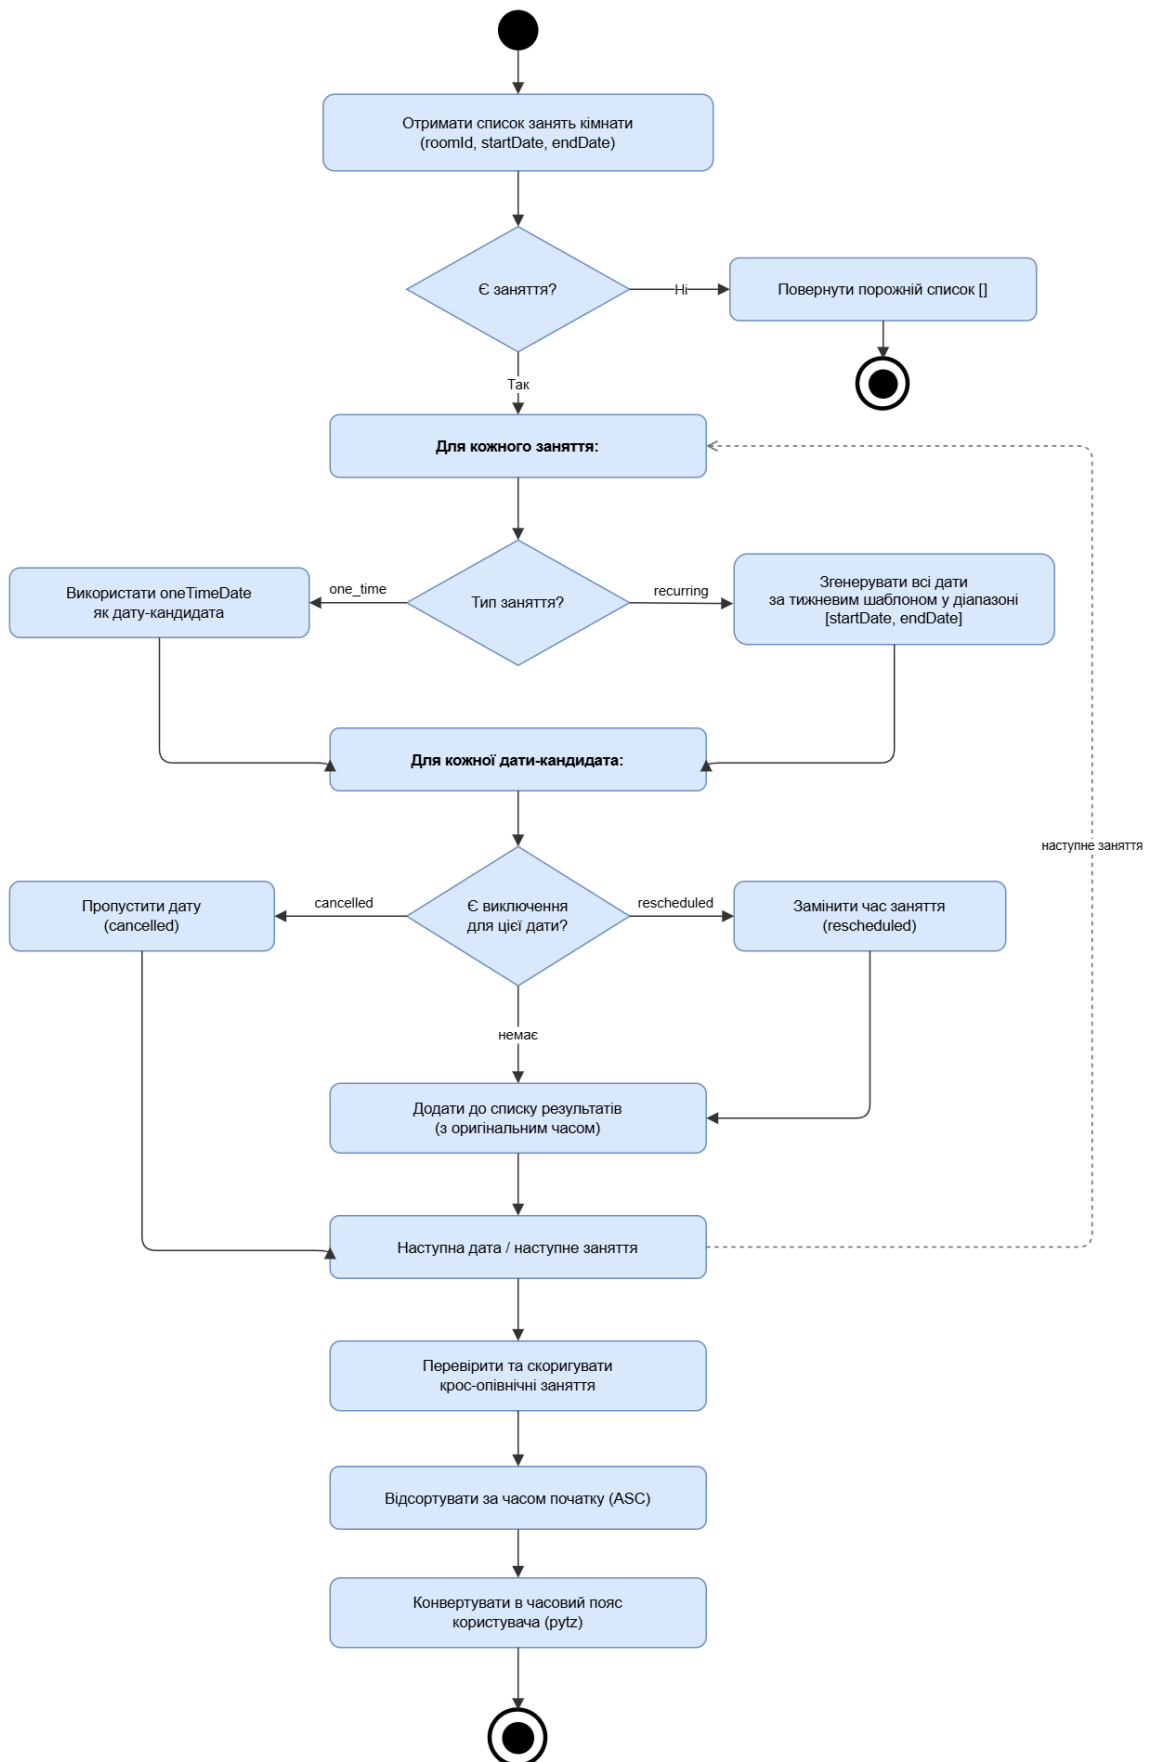 Отримати список занять кімнати
(roomId, startDate, endDate)
Є заняття?
Ні
Повернути порожній список []
Так
Для кожного заняття:
Тип заняття?
one_time
Використати oneTimeDate
як дату-кандидата
recurring
Згенерувати всі дати
за тижневим шаблоном у діапазоні
[startDate, endDate]
Для кожної дати-кандидата:
наступне заняття
Є виключення
для цієї дати?
cancelled
Пропустити дату
(cancelled)
rescheduled
Замінити час заняття
(rescheduled)
немає
Додати до списку результатів
(з оригінальним часом)
Наступна дата / наступне заняття
Перевірити та скоригувати
крос-опівнічні заняття
Відсортувати за часом початку (ASC)
Конвертувати в часовий пояс
користувача (pytz)